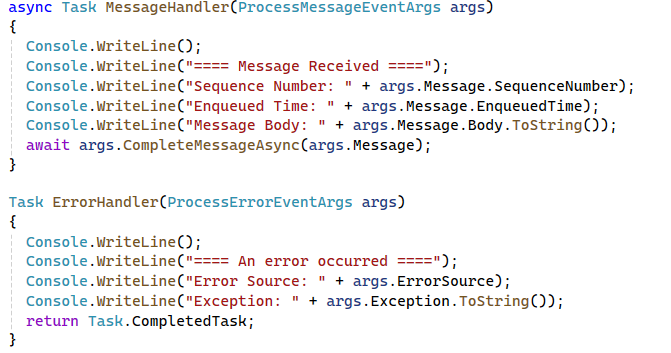 async Task MessageHandler(ProcessMessageEventArgs args)
{
  Console.WriteLine();
  Console.WriteLine("==== Message Received ====");
  Console.WriteLine("Sequence Number: " + args.Message.SequenceNumber);
  Console.WriteLine("Enqueued Time: " + args.Message.EnqueuedTime);
  Console.WriteLine("Message Body: " + args.Message.Body.ToString());
  await args.CompleteMessageAsync(args.Message);
}

Task ErrorHandler(ProcessErrorEventArgs args)
{
  Console.WriteLine();
  Console.WriteLine("==== An error occurred ====");
  Console.WriteLine("Error Source: " + args.ErrorSource);
  Console.WriteLine("Exception: " + args.Exception.ToString());
  return Task.CompletedTask;
}